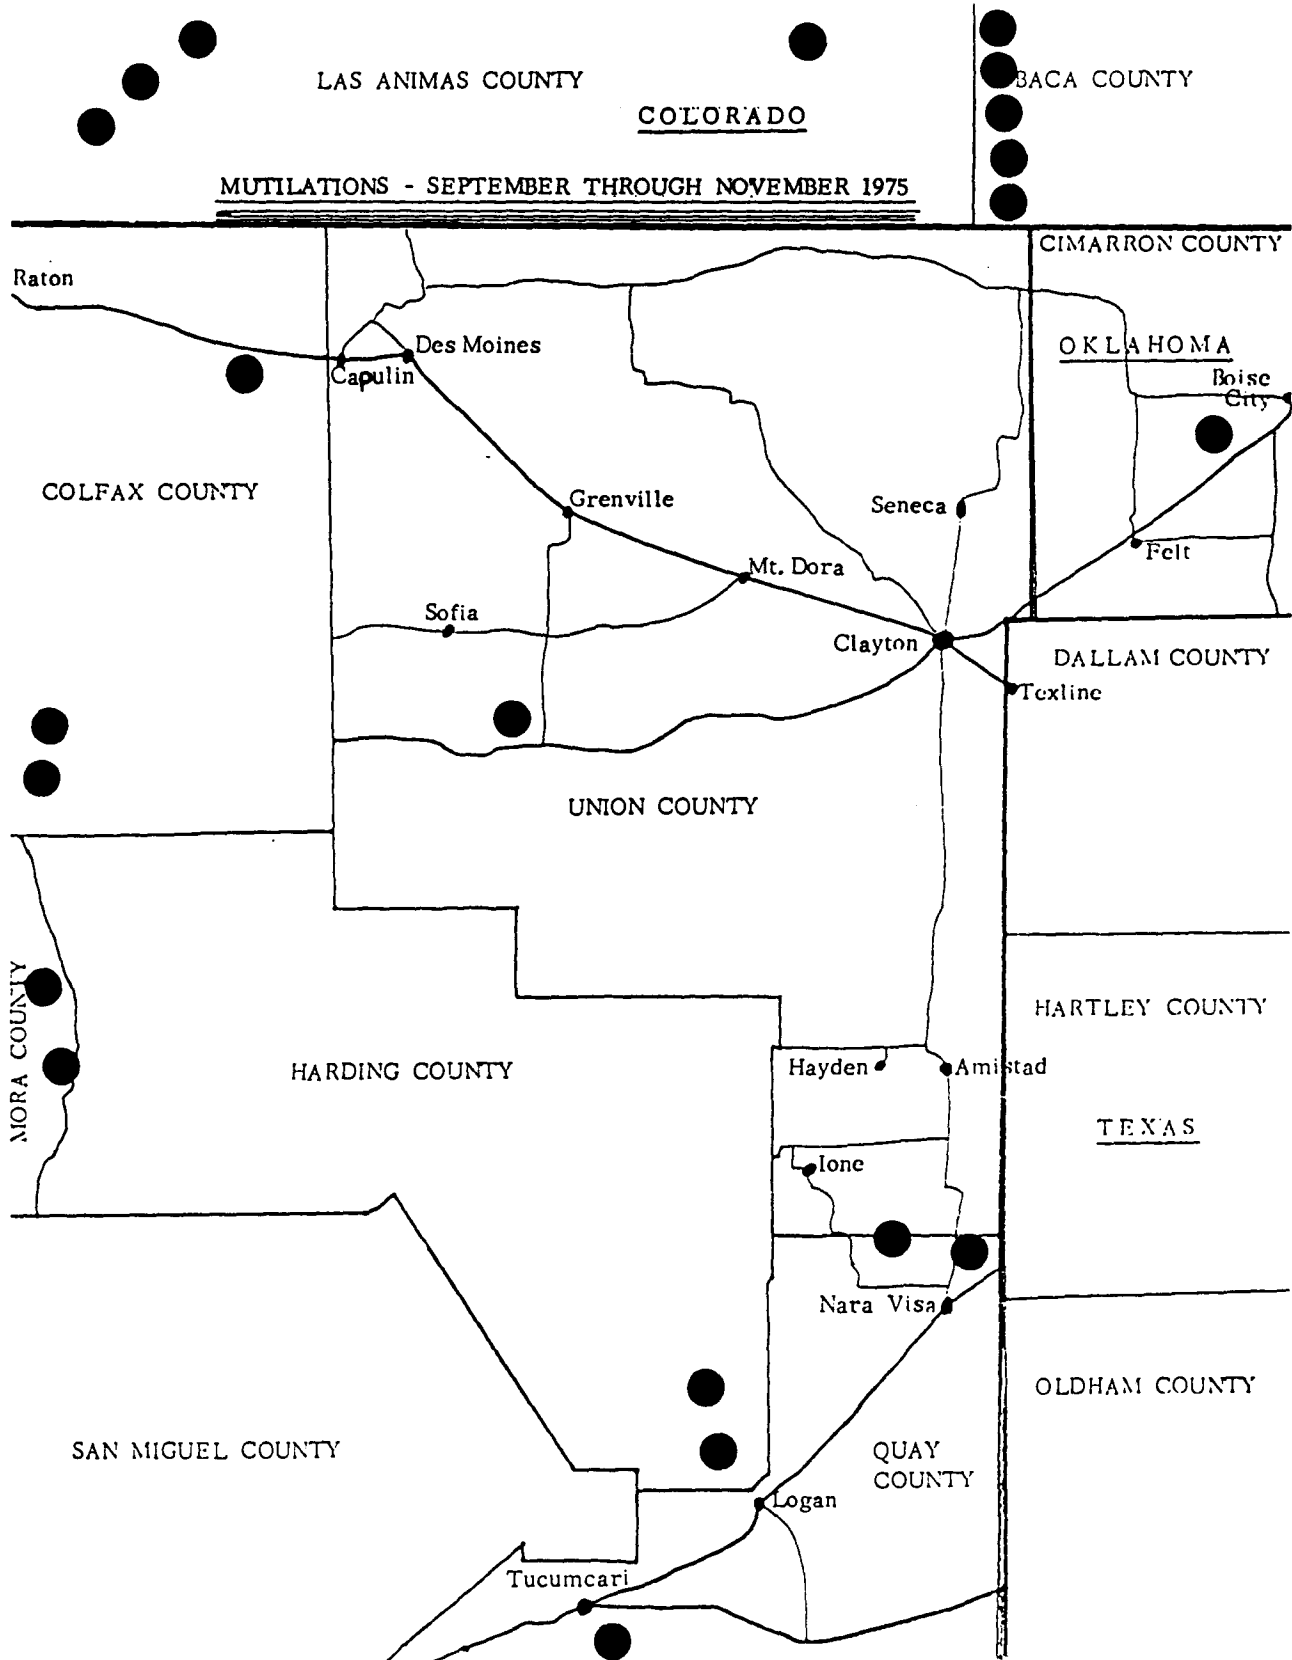 LAS ANIMAS COUNTY
BACA COUNTY
COLORADO
MUTILATIONS - SEPTEMBER THROUGH NOVEMBER 1975
CIMARRON COUNTY
Raton
Des Moines
OKLAHOMA
Capulin
Boise
City
COLFAX COUNTY
Grenville
Seneca
Felt
Mt. Dora
Sofia
Clayton
DALLAM COUNTY
Texline
UNION COUNTY
MORA COUNTY
HARTLEY COUNTY
HARDING COUNTY
Hayden
Amistad
TEXAS
Ione
Nara Visa
OLDHAM COUNTY
SAN MIGUEL COUNTY
QUAY
COUNTY
Logan
Tucumcari